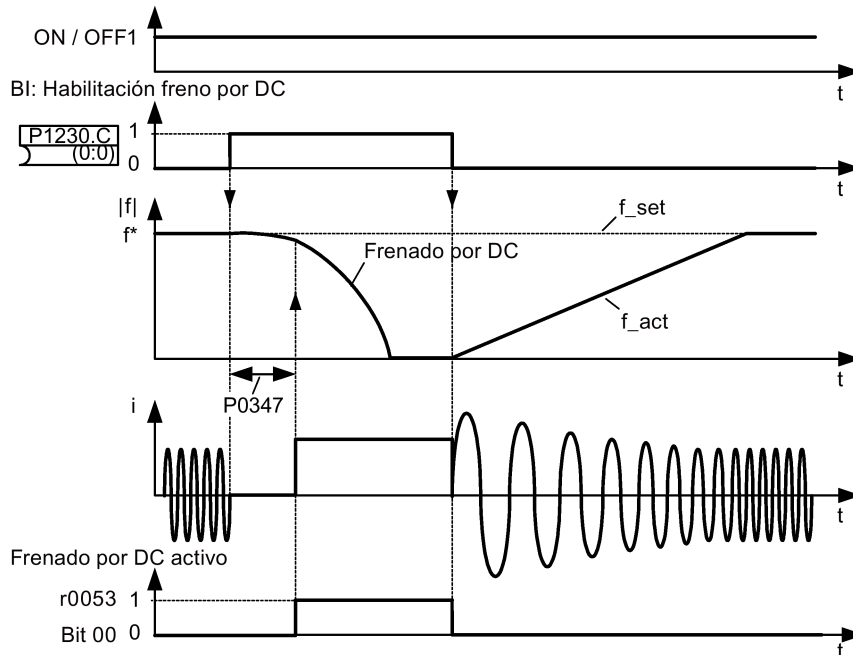 ON / OFF1
t
BI: Habilitación freno por DC
P1230.C
(0:0)
1
0
t
|f|
f*
f_set
Frenado por DC
f_act
t
P0347
i
t
Frenado por DC activo
r0053 1
Bit 00 0
t